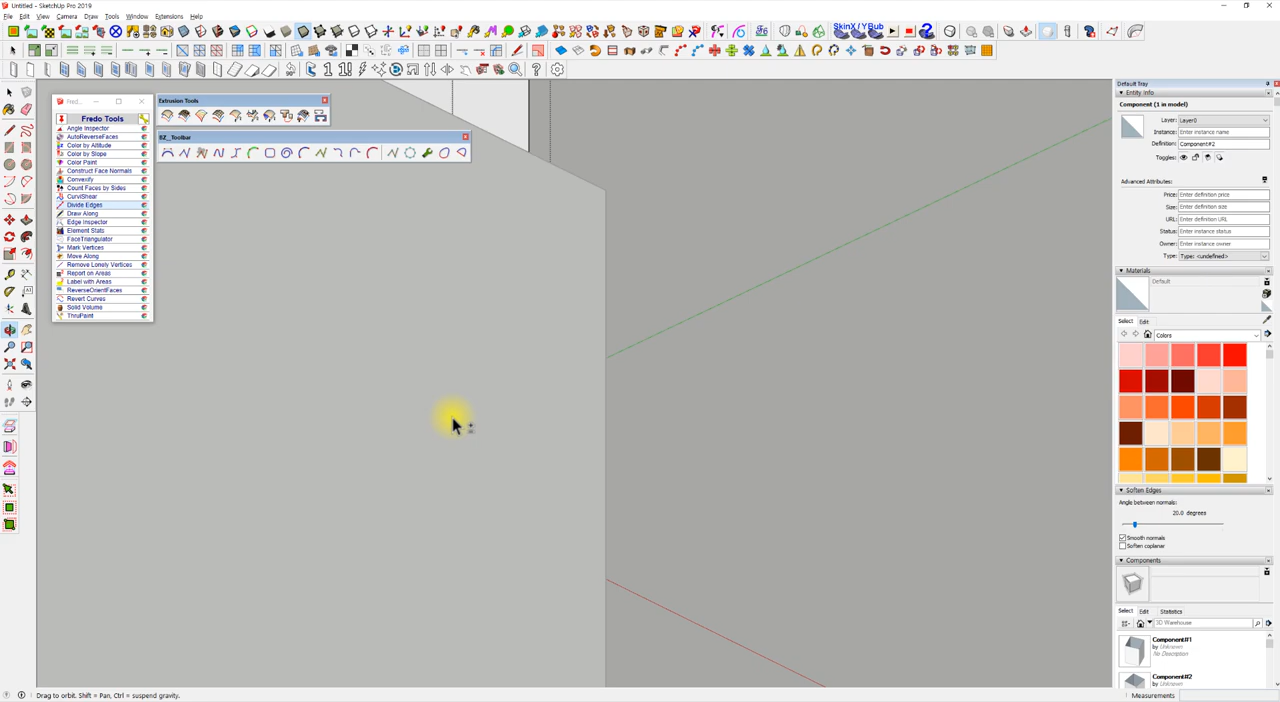 Untitled - SketchUp Pro 2019
File Edit View Camera Draw Tools Window Extensions Help
SkinX / YBub
Fred...
Fredo Tools
Angle Inspector
AutoReverseFaces
Color by Altitude
Color by Slope
Color Paint
Construct Face Normals
Convexify
Count Faces by Sides
CurviShear
Divide Edges
Draw Along
Edge Inspector
Element Stats
FaceTriangulator
Mark Vertices
Move Along
Remove Lonely Vertices
Report on Areas
Label with Areas
ReverseOrientFaces
Revert Curves
Solid Volume
ThruPaint
Extrusion Tools
BZ__Toolbar
Default Tray
Entity Info
Component (1 in model)
Layer: Layer0
Instance: Enter instance name
Definition: Component#2
Toggles:
Advanced Attributes:
Price: Enter definition price
Size: Enter definition size
URL: Enter definition URL
Status: Enter instance status
Owner: Enter instance owner
Type: Type: <undefined>
Materials
Default
Select Edit
Colors
Soften Edges
Angle between normals:
20.0 degrees
Smooth normals
Soften coplanar
Components
Select Edit Statistics
3D Warehouse
Component#1
by Unknown
No Description
Component#2
by Unknown
Drag to orbit. Shift = Pan, Ctrl = suspend gravity.
Measurements